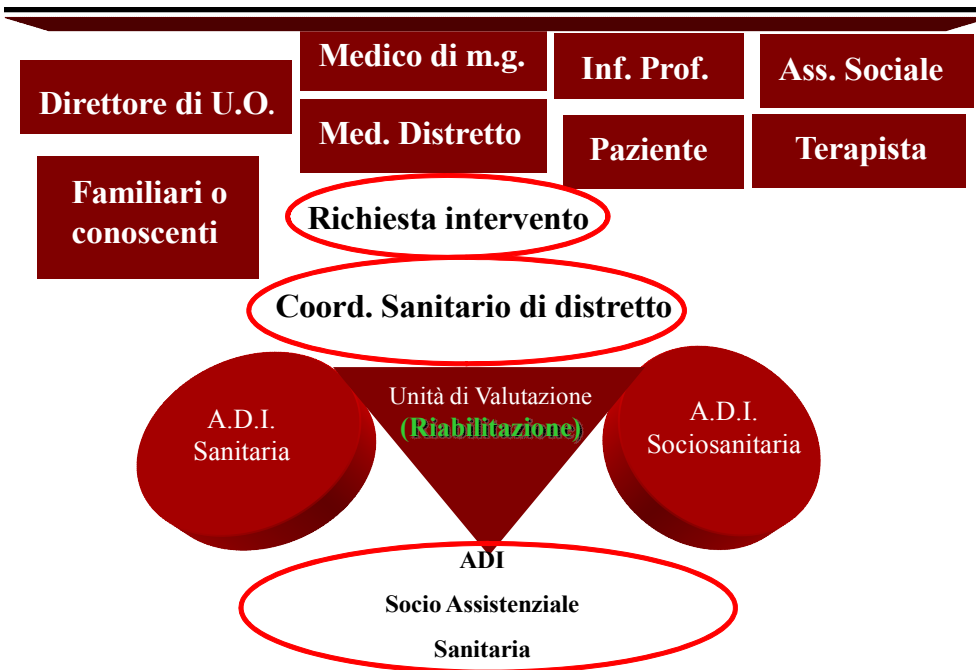 Medico di m.g.
Inf. Prof.
Ass. Sociale
Direttore di U.O.
Med. Distretto
Paziente
Terapista
Familiari o
conoscenti
Richiesta intervento
Coord. Sanitario di distretto
A.D.I.
Sanitaria
Unità di Valutazione
(Riabilitazione)
A.D.I.
Sociosanitaria
ADI
Socio Assistenziale
Sanitaria